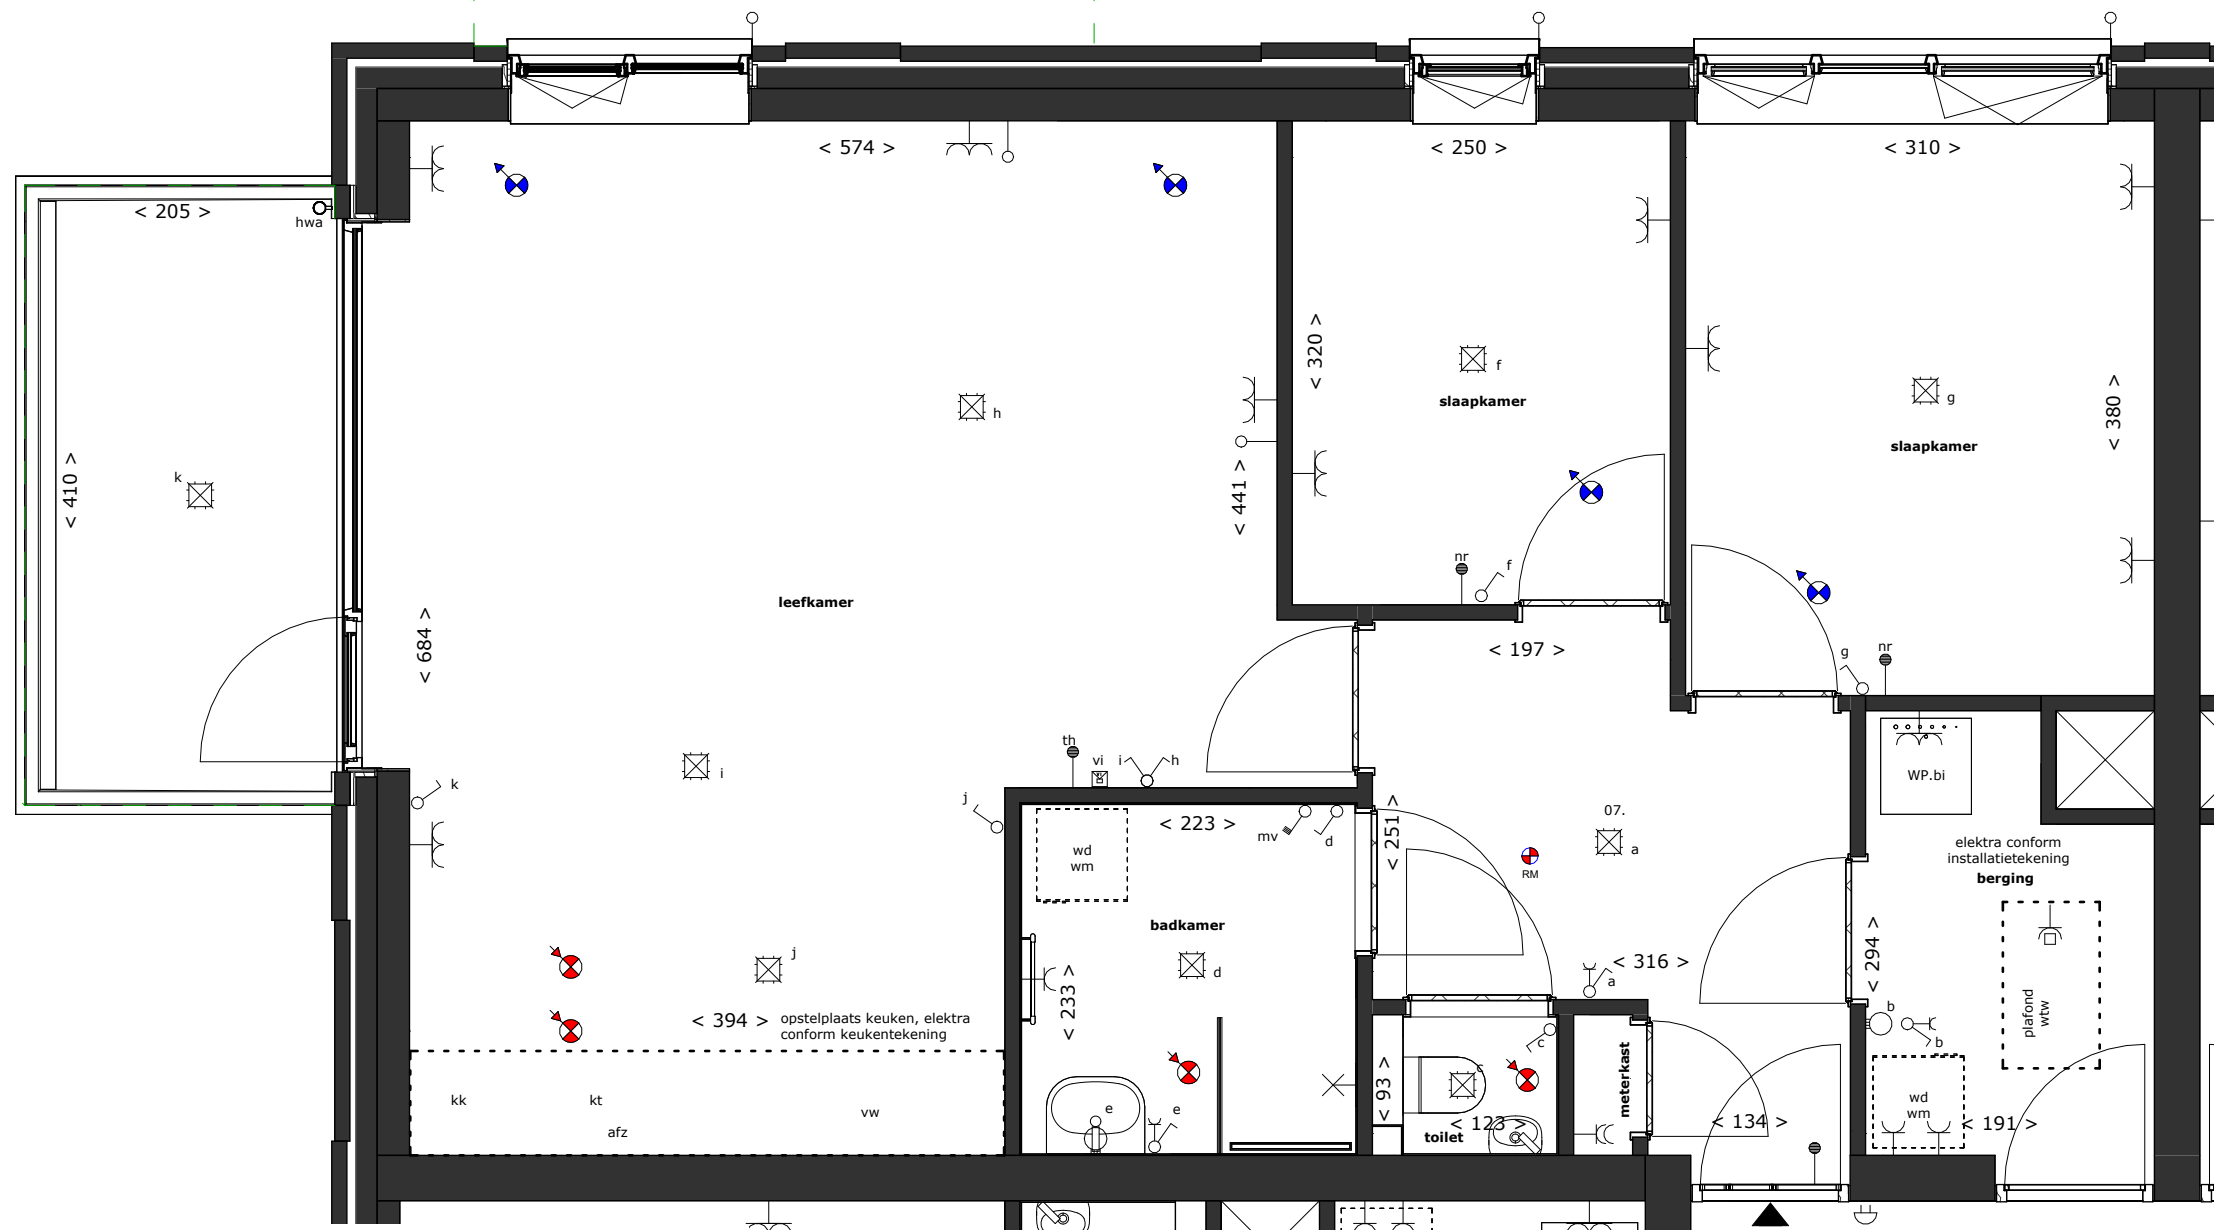 < 574 >
< 250 >
< 310 >
< 205 >
hwa
< 320 >
f
h
slaapkamer
g
< 380 >
slaapkamer
k
< 410 >
< 441 >
nr
f
leefkamer
< 684 >
< 197 >
g
nr
th
vi
i
h
i
k
j
WP.bi
07.
a
< 223 >
mv
d
< 251 >
RM
elektra conform
installatietekening
berging
wd
wm
badkamer
d
< 233 >
j
< 394 >
opstelplaats keuken, elektra
conform keukentekening
< 316 >
a
< 294 >
b
b
plafond
wtw
c
c
kk
kt
vw
afz
e
e
< 93 >
< 123 >
toilet
meterkast
< 134 >
wd
wm
< 191 >